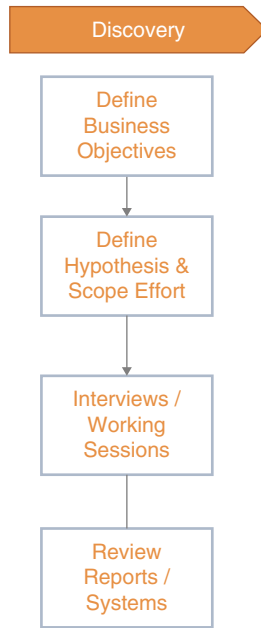 Discovery
Define
Business
Objectives
Define
Hypothesis &
Scope Effort
Interviews /
Working
Sessions
Review
Reports /
Systems